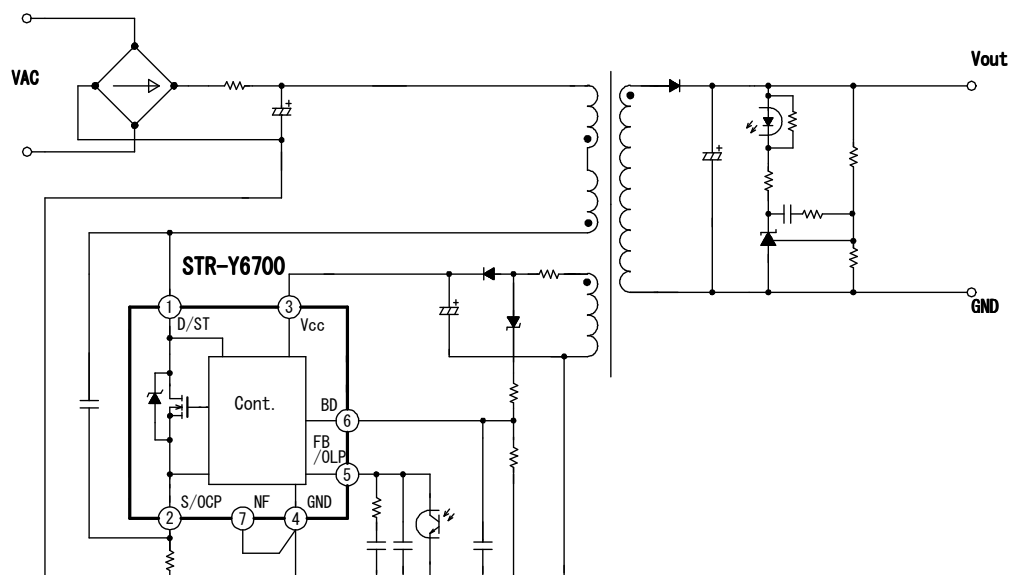 Vout
VAC
STR-Y6700
GND
1
3
D/ST
Vcc
Cont.
BD
6
FB
/OLP
5
S/OCP
NF
GND
2
7
4